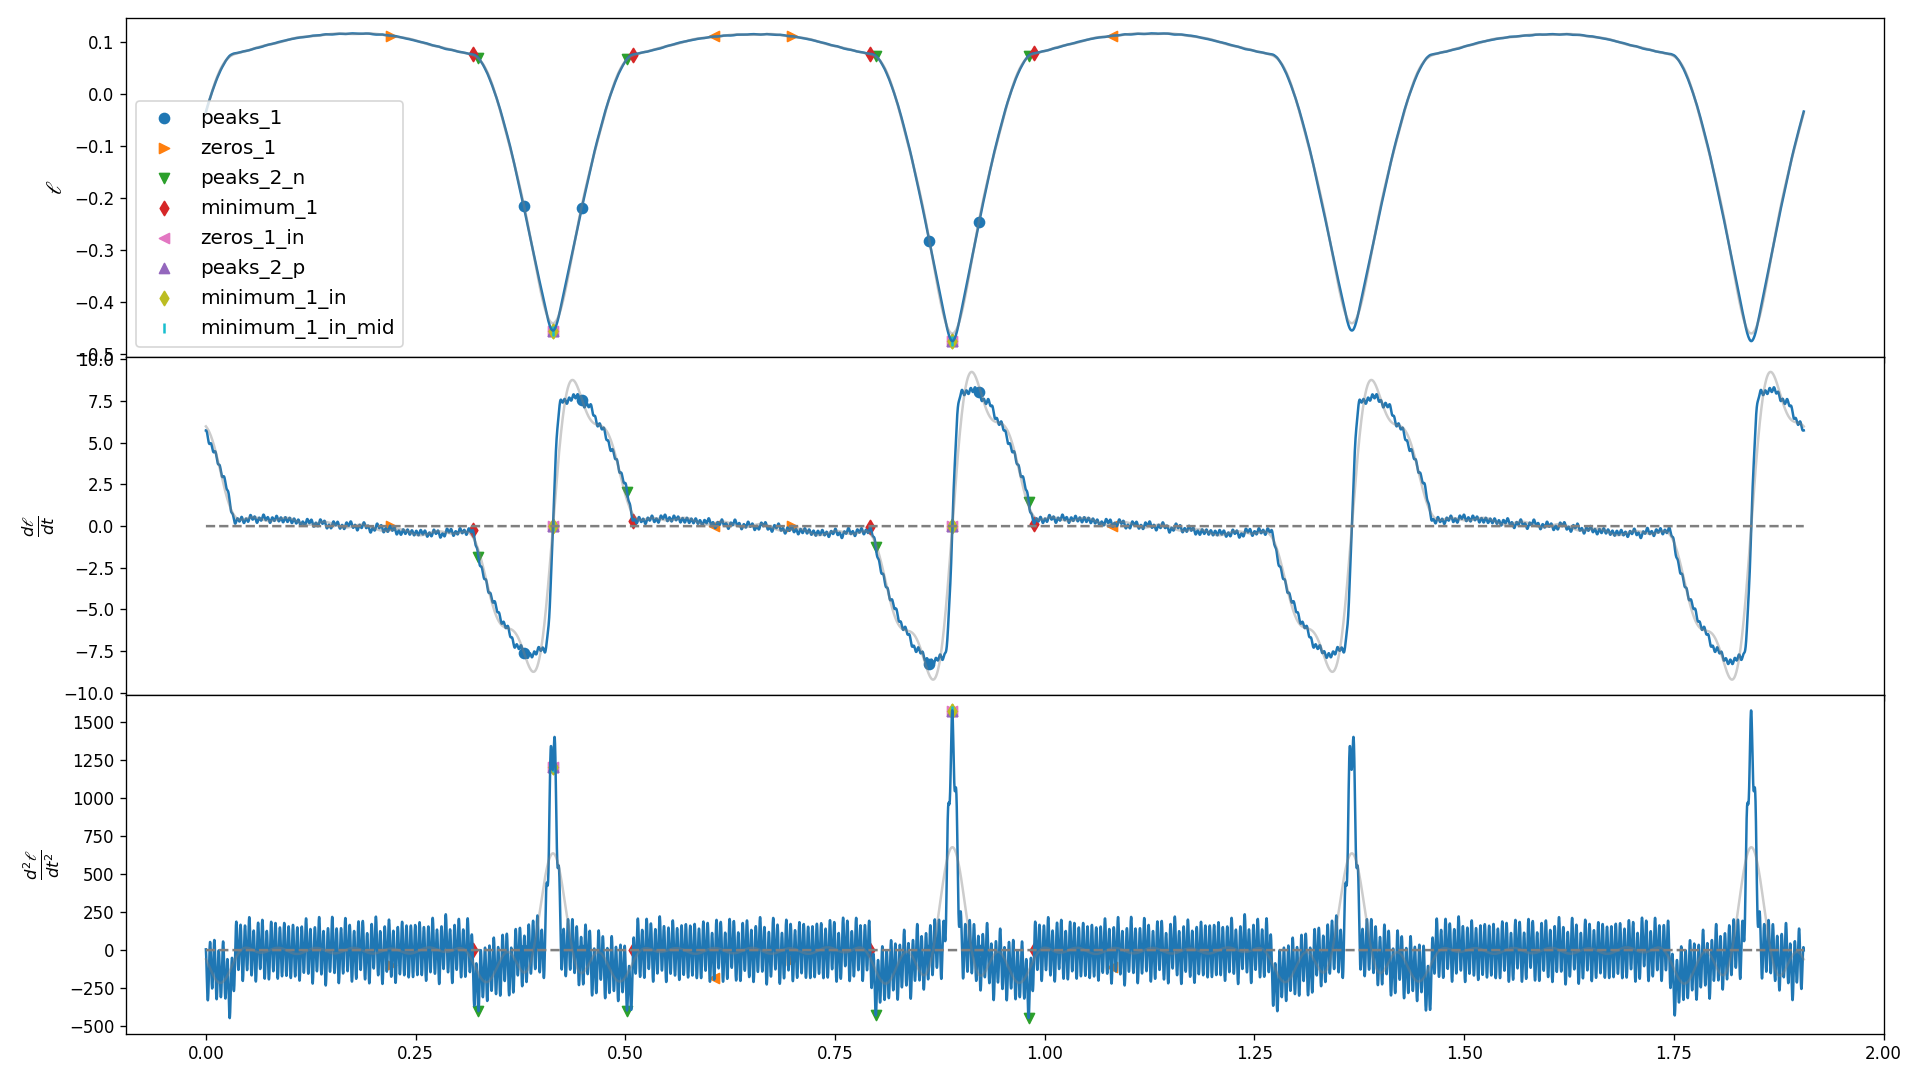 0.1
0.0
−0.1
−0.2
−0.3
−0.4
−0.5
ℓ
peaks_1
zeros_1
peaks_2_n
minimum_1
zeros_1_in
peaks_2_p
minimum_1_in
minimum_1_in_mid
10.0
7.5
5.0
2.5
0.0
−2.5
−5.0
−7.5
−10.0
dℓ
dt
1500
1250
1000
750
500
250
0
−250
−500
d²ℓ
dt²
0.00 0.25 0.50 0.75 1.00 1.25 1.50 1.75 2.00